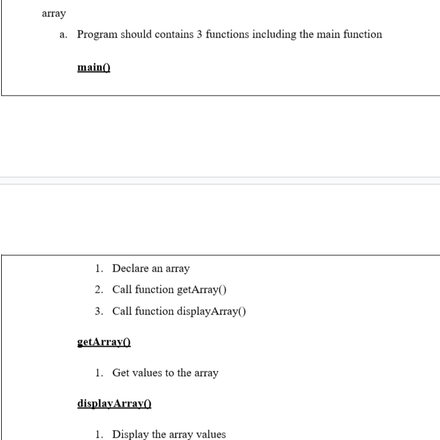 array
a. Program should contains 3 functions including the main function
main()
1. Declare an array
2. Call function getArray()
3. Call function displayArray()
getArray()
1. Get values to the array
displayArray()
1. Display the array values